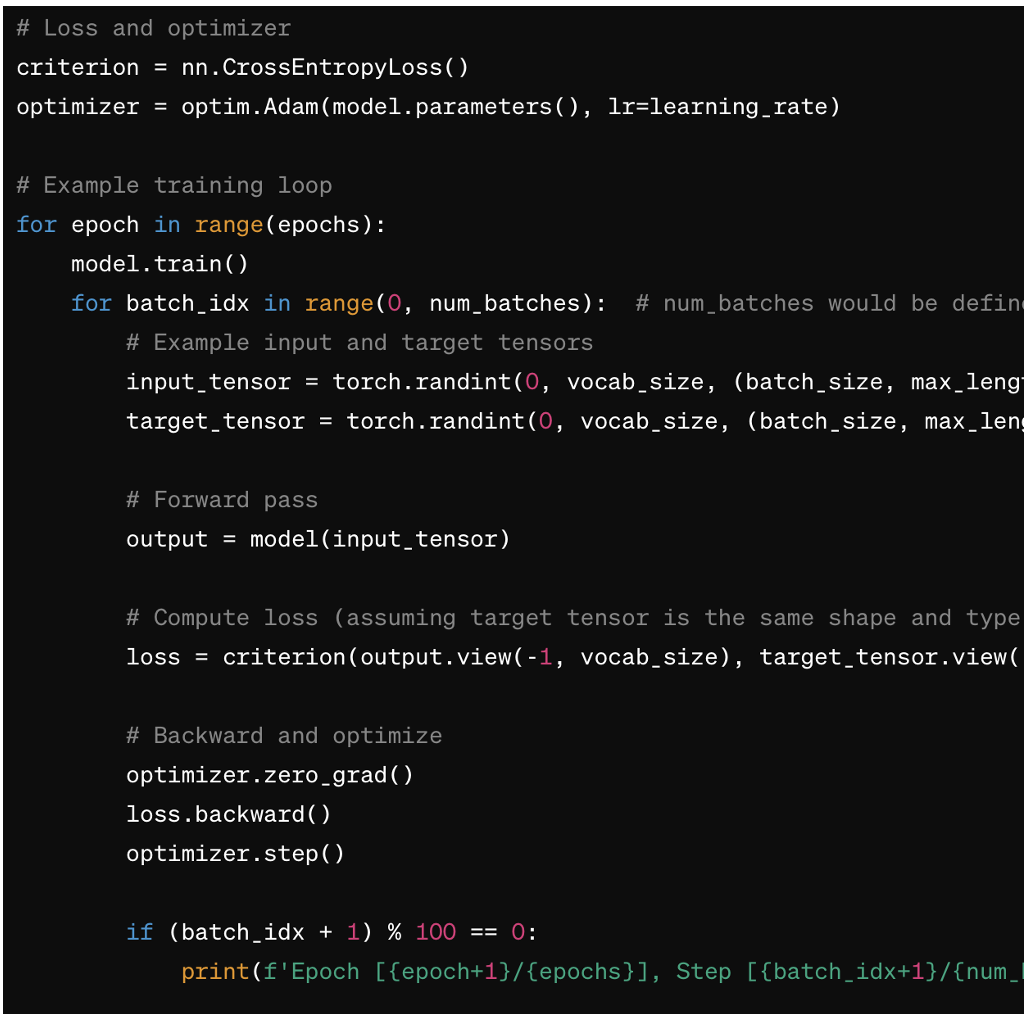 # Loss and optimizer
criterion = nn.CrossEntropyLoss()
optimizer = optim.Adam(model.parameters(), lr=learning_rate)
# Example training loop
for epoch in range(epochs):
    model.train()
    for batch_idx in range(0, num_batches):  # num_batches would be define
        # Example input and target tensors
        input_tensor = torch.randint(0, vocab_size, (batch_size, max_lengt
        target_tensor = torch.randint(0, vocab_size, (batch_size, max_leng
        # Forward pass
        output = model(input_tensor)
        # Compute loss (assuming target tensor is the same shape and type
        loss = criterion(output.view(-1, vocab_size), target_tensor.view(
        # Backward and optimize
        optimizer.zero_grad()
        loss.backward()
        optimizer.step()
        if (batch_idx + 1) % 100 == 0:
            print(f'Epoch [{epoch+1}/{epochs}], Step [{batch_idx+1}/{num_